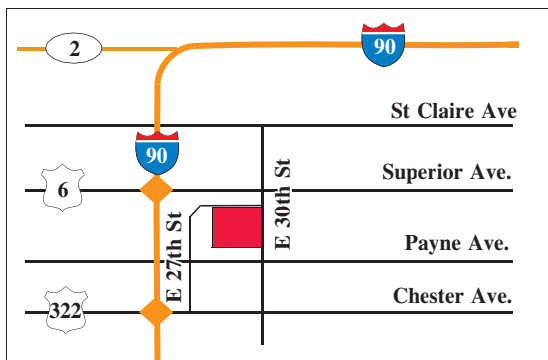 2
90
St Claire Ave
90
Superior Ave.
6
E 27th St
E 30th St
Payne Ave.
Chester Ave.
322